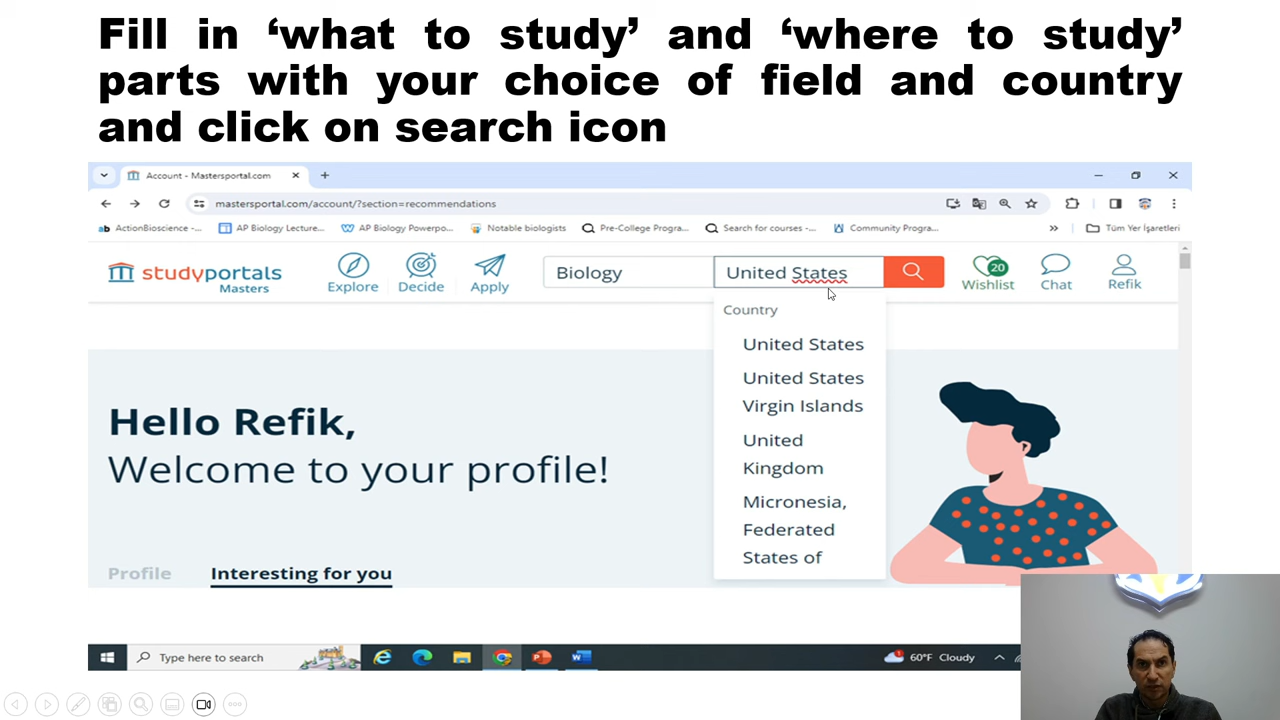 Fill in ‘what to study’ and ‘where to study’
parts with your choice of field and country
and click on search icon
Account - Mastersportal.com
mastersportal.com/account/?section=recommendations
ab ActionBioscience -... AP Biology Lecture... AP Biology Powerpo... Notable biologists Pre-College Progra... Search for courses -... Community Progra... » Tüm Yer İşaretleri
studyportals
Masters
Explore Decide Apply
Biology United States
20
Wishlist Chat Refik
Country
United States
United States
Virgin Islands
United
Kingdom
Micronesia,
Federated
States of
Hello Refik,
Welcome to your profile!
Profile Interesting for you
Type here to search
60°F Cloudy